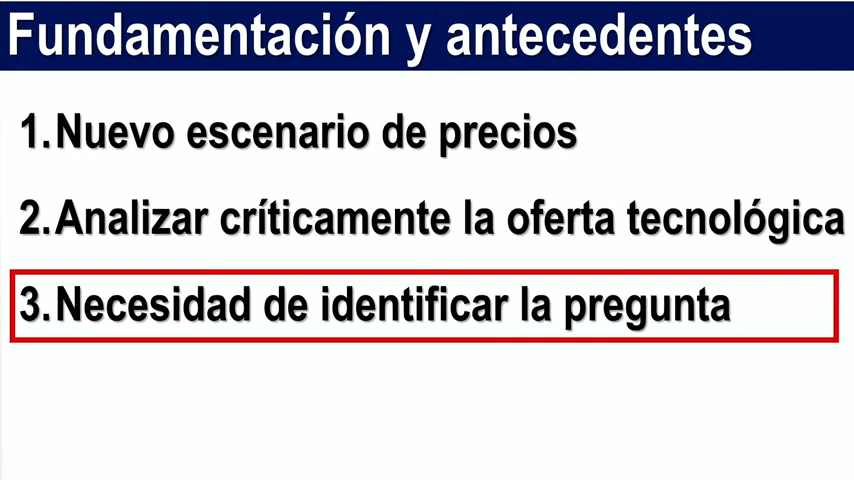 Fundamentación y antecedentes
1.Nuevo escenario de precios
2.Analizar críticamente la oferta tecnológica
3.Necesidad de identificar la pregunta